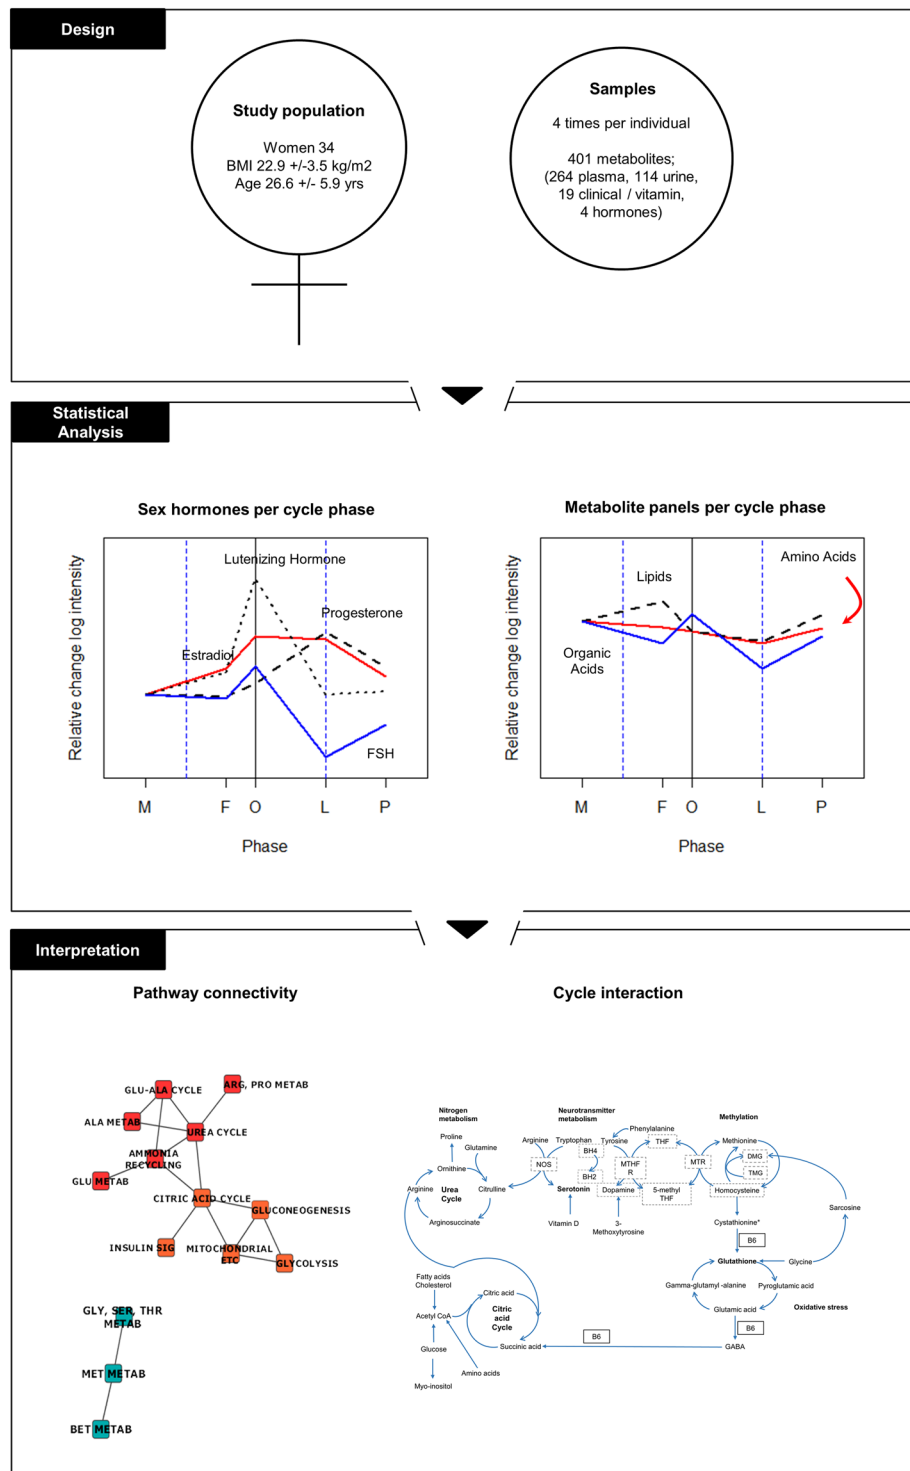 Design
Study population
Women 34
BMI 22.9 +/-3.5 kg/m2
Age 26.6 +/- 5.9 yrs
Samples
4 times per individual
401 metabolites;
(264 plasma, 114 urine,
19 clinical / vitamin,
4 hormones)
Statistical
Analysis
Sex hormones per cycle phase
Relative change log intensity
Lutenizing Hormone
Progesterone
Estradiol
FSH
M F O L P
Phase
Metabolite panels per cycle phase
Relative change log intensity
Amino Acids
Lipids
Organic
Acids
M F O L P
Phase
Interpretation
Pathway connectivity
GLU-ALA CYCLE
ARG, PRO METAB
ALA METAB
UREA CYCLE
AMMONIA
RECYCLING
GLU METAB
CITRIC ACID CYCLE
GLUCONEOGENESIS
INSULIN SIG
MITOCHONDRIAL
ETC
GLYCOLYSIS
GLY, SER, THR
METAB
MET METAB
BET METAB
Cycle interaction
Nitrogen
metabolism
Proline
Glutamine
Ornithine
Arginine
Urea
Cycle
Citrulline
Arginosuccinate
Neurotransmitter
metabolism
Arginine
Tryptophan
Tyrosine
Phenylalanine
NOS
BH4
BH2
MTHF
R
THF
MTR
Serotonin
Dopamine
5-methyl
THF
Vitamin D
3-
Methoxytyrosine
Methylation
Methionine
DMG
TMG
Homocysteine
Sarcosine
Cystathionine*
B6
Glutathione
Glycine
Gamma-glutamyl -alanine
Pyroglutamic acid
Glutamic acid
Oxidative stress
B6
GABA
B6
Fatty acids
Cholesterol
Citric acid
Acetyl CoA
Citric
acid
Cycle
Succinic acid
Glucose
Amino acids
Myo-inositol